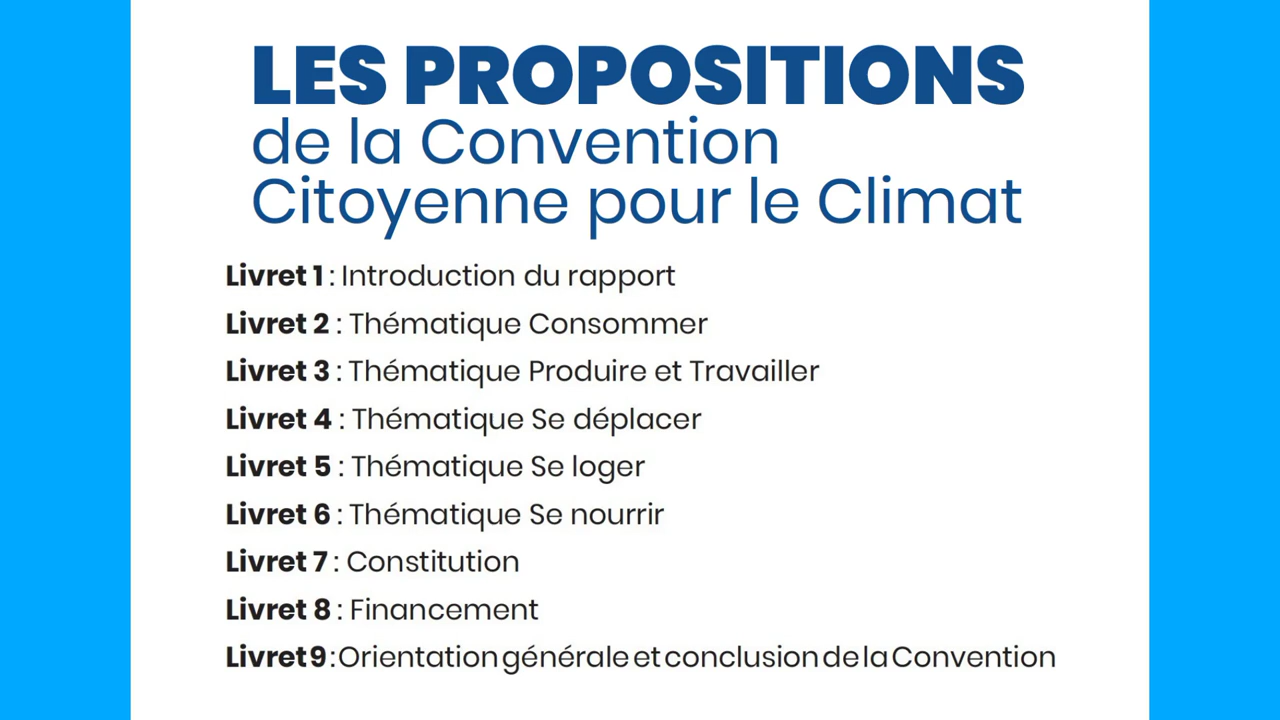 LES PROPOSITIONS
de la Convention
Citoyenne pour le Climat
Livret 1 : Introduction du rapport
Livret 2 : Thématique Consommer
Livret 3 : Thématique Produire et Travailler
Livret 4 : Thématique Se déplacer
Livret 5 : Thématique Se loger
Livret 6 : Thématique Se nourrir
Livret 7 : Constitution
Livret 8 : Financement
Livret 9 : Orientation générale et conclusion de la Convention